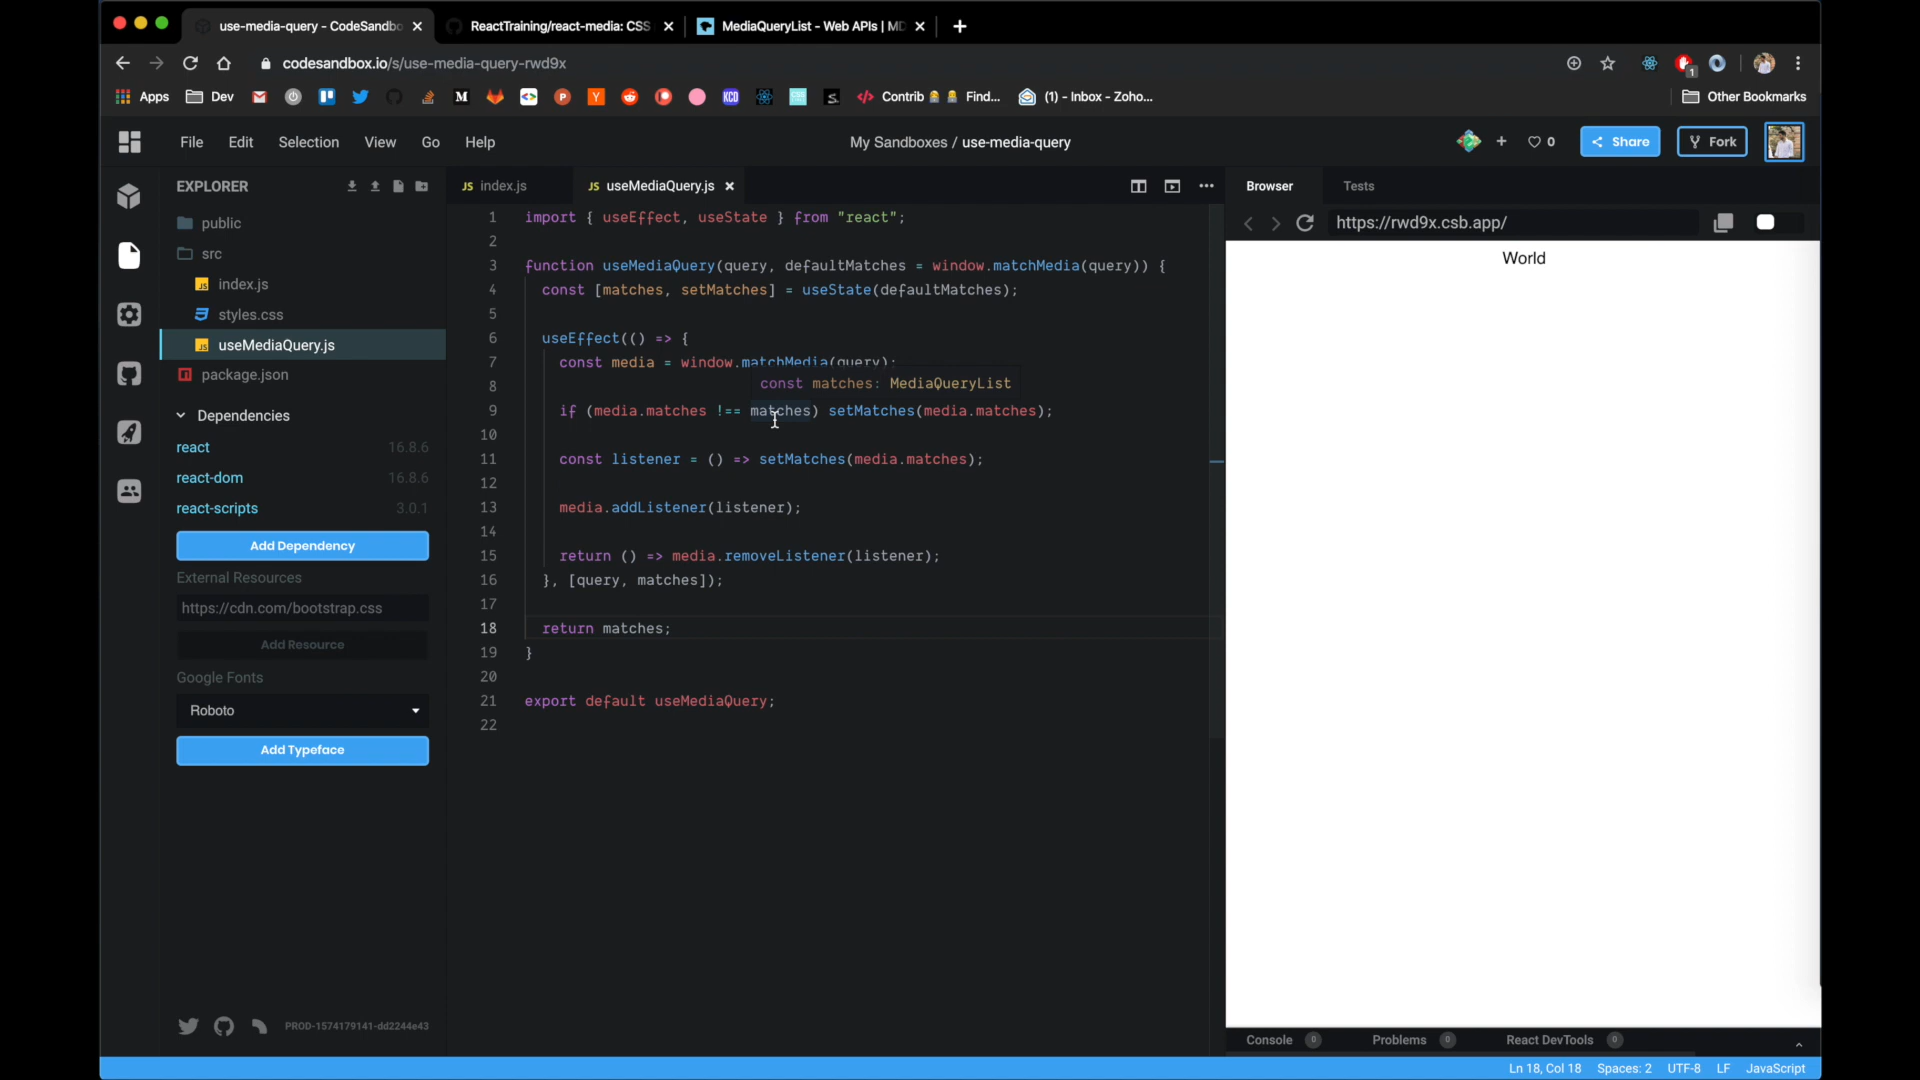 use-media-query - CodeSandbo
ReactTraining/react-media: CSS
MediaQueryList - Web APIs | MD
codesandbox.io/s/use-media-query-rwd9x
1
Apps
Dev
M
KCD
Contrib
Find...
(1) - Inbox - Zoho...
Other Bookmarks
File
Edit
Selection
View
Go
Help
My Sandboxes / use-media-query
0
Share
Fork
EXPLORER
public
src
index.js
styles.css
useMediaQuery.js
package.json
Dependencies
react 16.8.6
react-dom 16.8.6
react-scripts 3.0.1
Add Dependency
External Resources
https://cdn.com/bootstrap.css
Add Resource
Google Fonts
Roboto
Add Typeface
PROD-1574179141-dd2244e43
JS index.js
JS useMediaQuery.js
1 import { useEffect, useState } from "react";
2
3 function useMediaQuery(query, defaultMatches = window.matchMedia(query)) {
4 const [matches, setMatches] = useState(defaultMatches);
5
6 useEffect(() => {
7 const media = window.matchMedia(query);
8
const matches: MediaQueryList
9 if (media.matches !== matches) setMatches(media.matches);
10
11 const listener = () => setMatches(media.matches);
12
13 media.addListener(listener);
14
15 return () => media.removeListener(listener);
16 }, [query, matches]);
17
18 return matches;
19 }
20
21 export default useMediaQuery;
22
Browser
Tests
https://rwd9x.csb.app/
World
Console 0
Problems 0
React DevTools 0
Ln 18, Col 18
Spaces: 2
UTF-8
LF
JavaScript